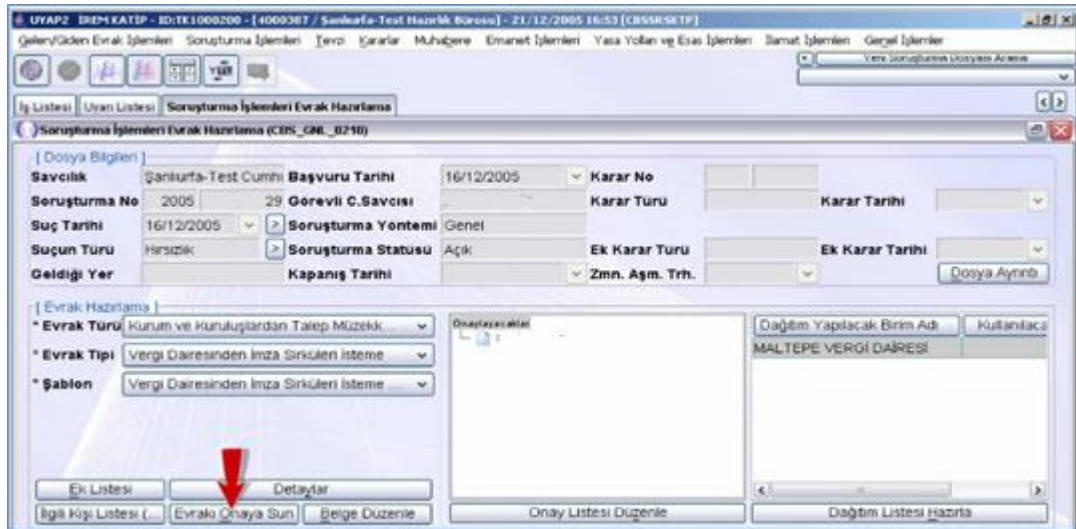 UYAP2 İREM KATİP - ID:TK1000200 - [4000387 / Şanlıurfa-Test Hazırlık Bürosu] - 21/12/2005 16:53 [CBSSRSKTP]
Gelen/Giden Evrak İşlemleri Soruşturma İşlemleri Tevzi Kararlar Muhabere Emanet İşlemleri Yasa Yolları ve Esas İşlemleri İlamat İşlemleri Genel İşlemler
Yeni Soruşturma Dosyası Arama
İş Listesi Uyarı Listesi Soruşturma İşlemleri Evrak Hazırlama
Soruşturma İşlemleri Evrak Hazırlama (CBS_GNL_0210)
[ Dosya Bilgileri ]
Savcılık Şanlıurfa-Test Cumhı Başvuru Tarihi 16/12/2005 Karar No
Soruşturma No 2005 29 Görevli C.Savcısı Karar Türü Karar Tarihi
Suç Tarihi 16/12/2005 > Soruşturma Yöntemi Genel
Suçun Türü Hırsızlık > Soruşturma Statüsü Açık Ek Karar Türü Ek Karar Tarihi
Geldiği Yer Kapanış Tarihi Zmn. Aşm. Trh. Dosya Ayrıntı
[ Evrak Hazırlama ]
* Evrak Türü Kurum ve Kuruluşlardan Talep Müzekk... Onaylayacaklar Dağıtım Yapılacak Birim Adı Kullanılaca
* Evrak Tipi Vergi Dairesinden İmza Sirküleri İsteme MALTEPE VERGİ DAİRESİ
* Şablon Vergi Dairesinden İmza Sirküleri İsteme ...
Ek Listesi Detaylar
İlgili Kişi Listesi (... Evrakı Onaya Sun Belge Düzenle Onay Listesi Düzenle Dağıtım Listesi Hazırla